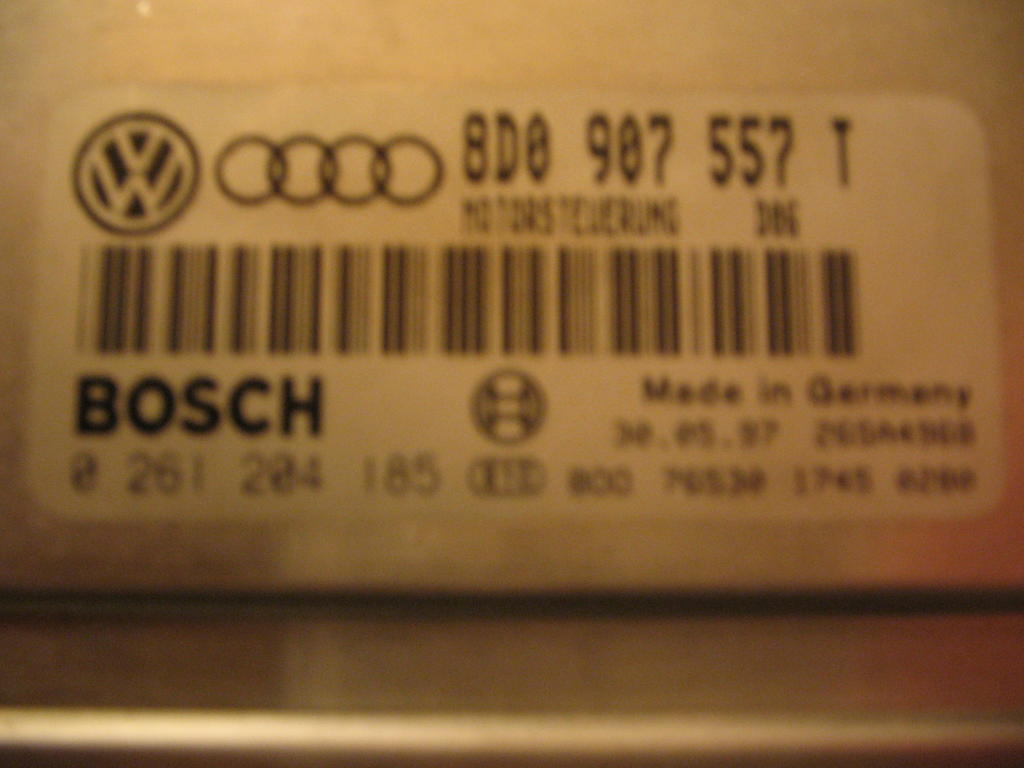 8D0 907 557 T
MOTORSTEUERUNG D06
BOSCH
Made in Germany
30.05.97
0 261 204 185